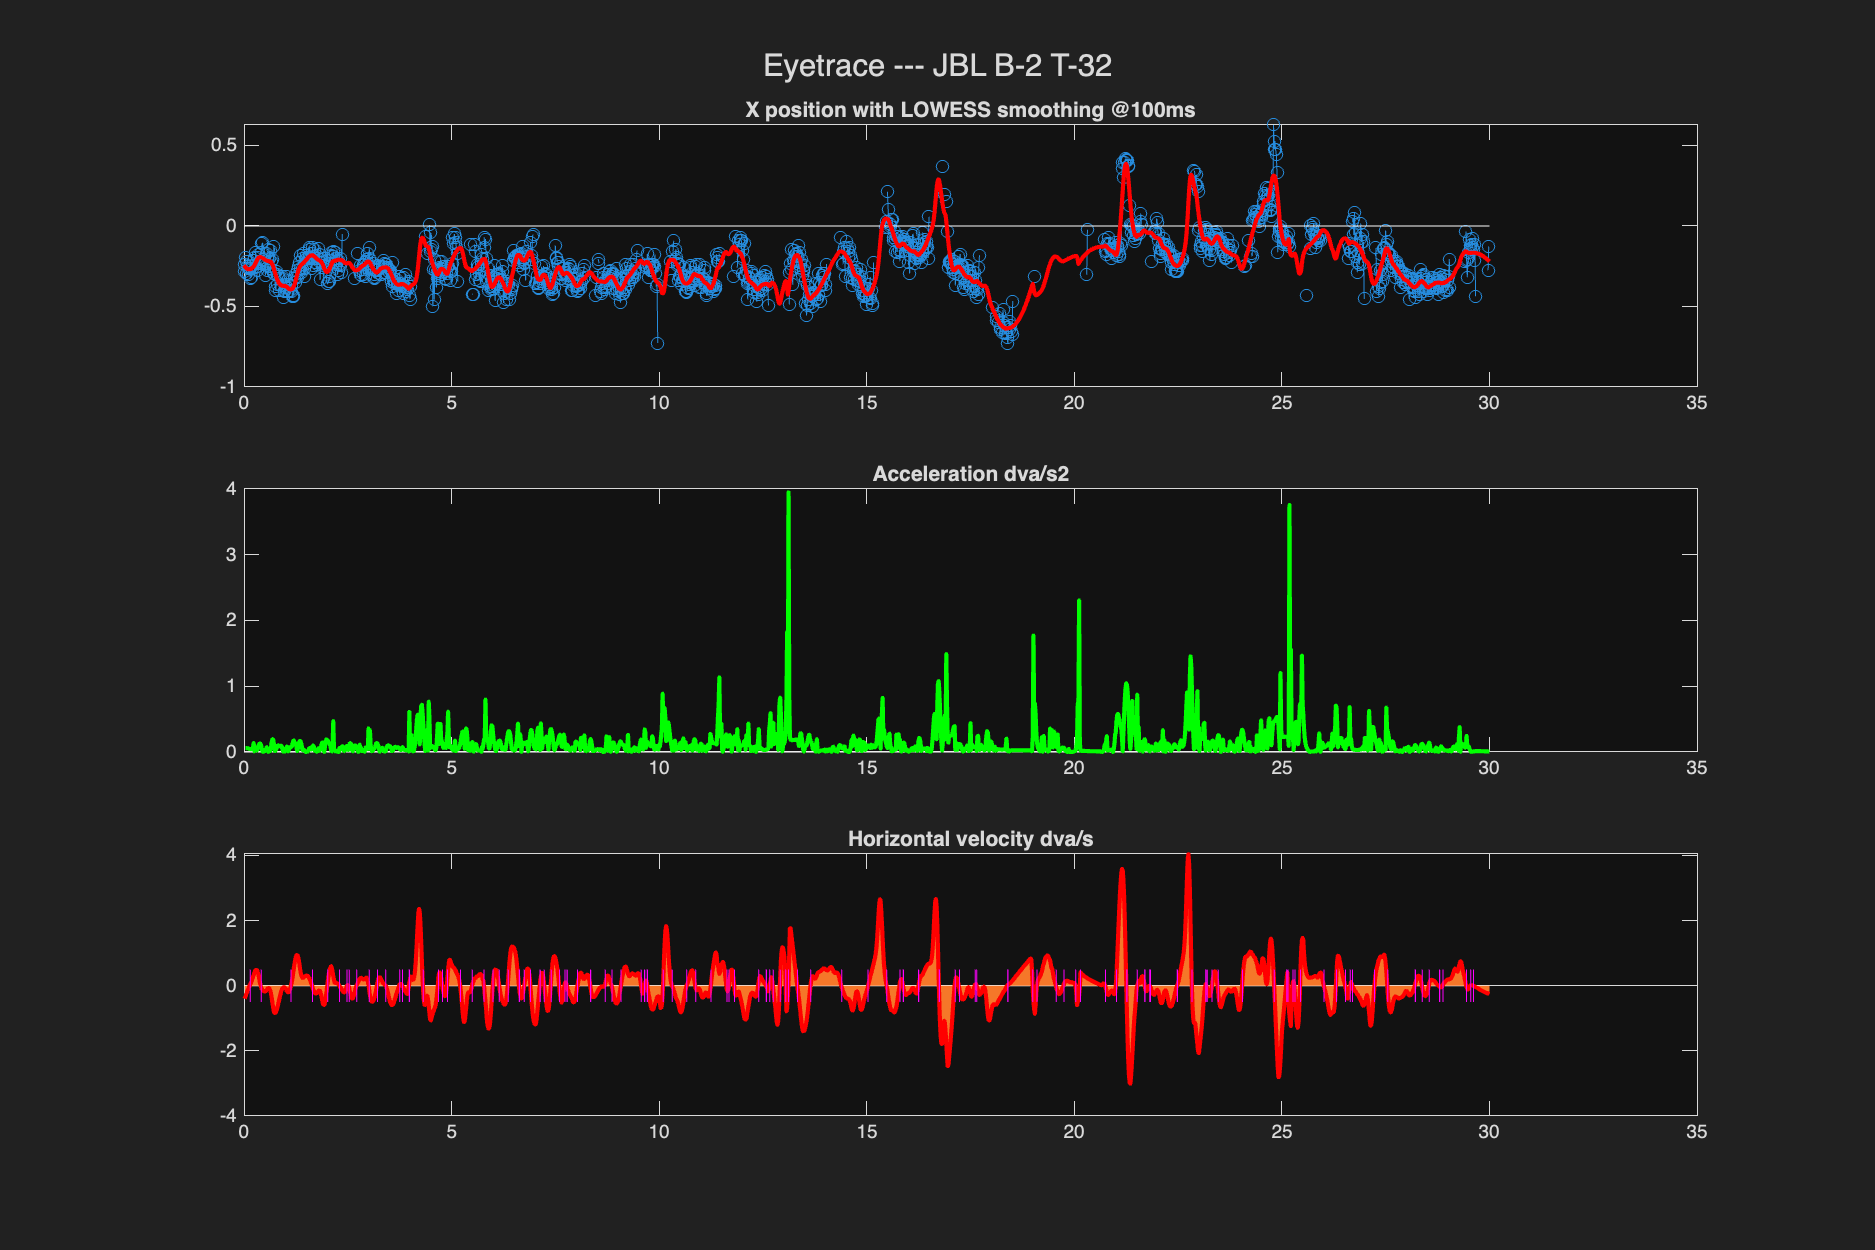 Eyetrace --- JBL B-2 T-32
X position with LOWESS smoothing @100ms
0.5
0
-0.5
-1
0 5 10 15 20 25 30 35
Acceleration dva/s2
4
3
2
1
0
0 5 10 15 20 25 30 35
Horizontal velocity dva/s
4
2
0
-2
-4
0 5 10 15 20 25 30 35